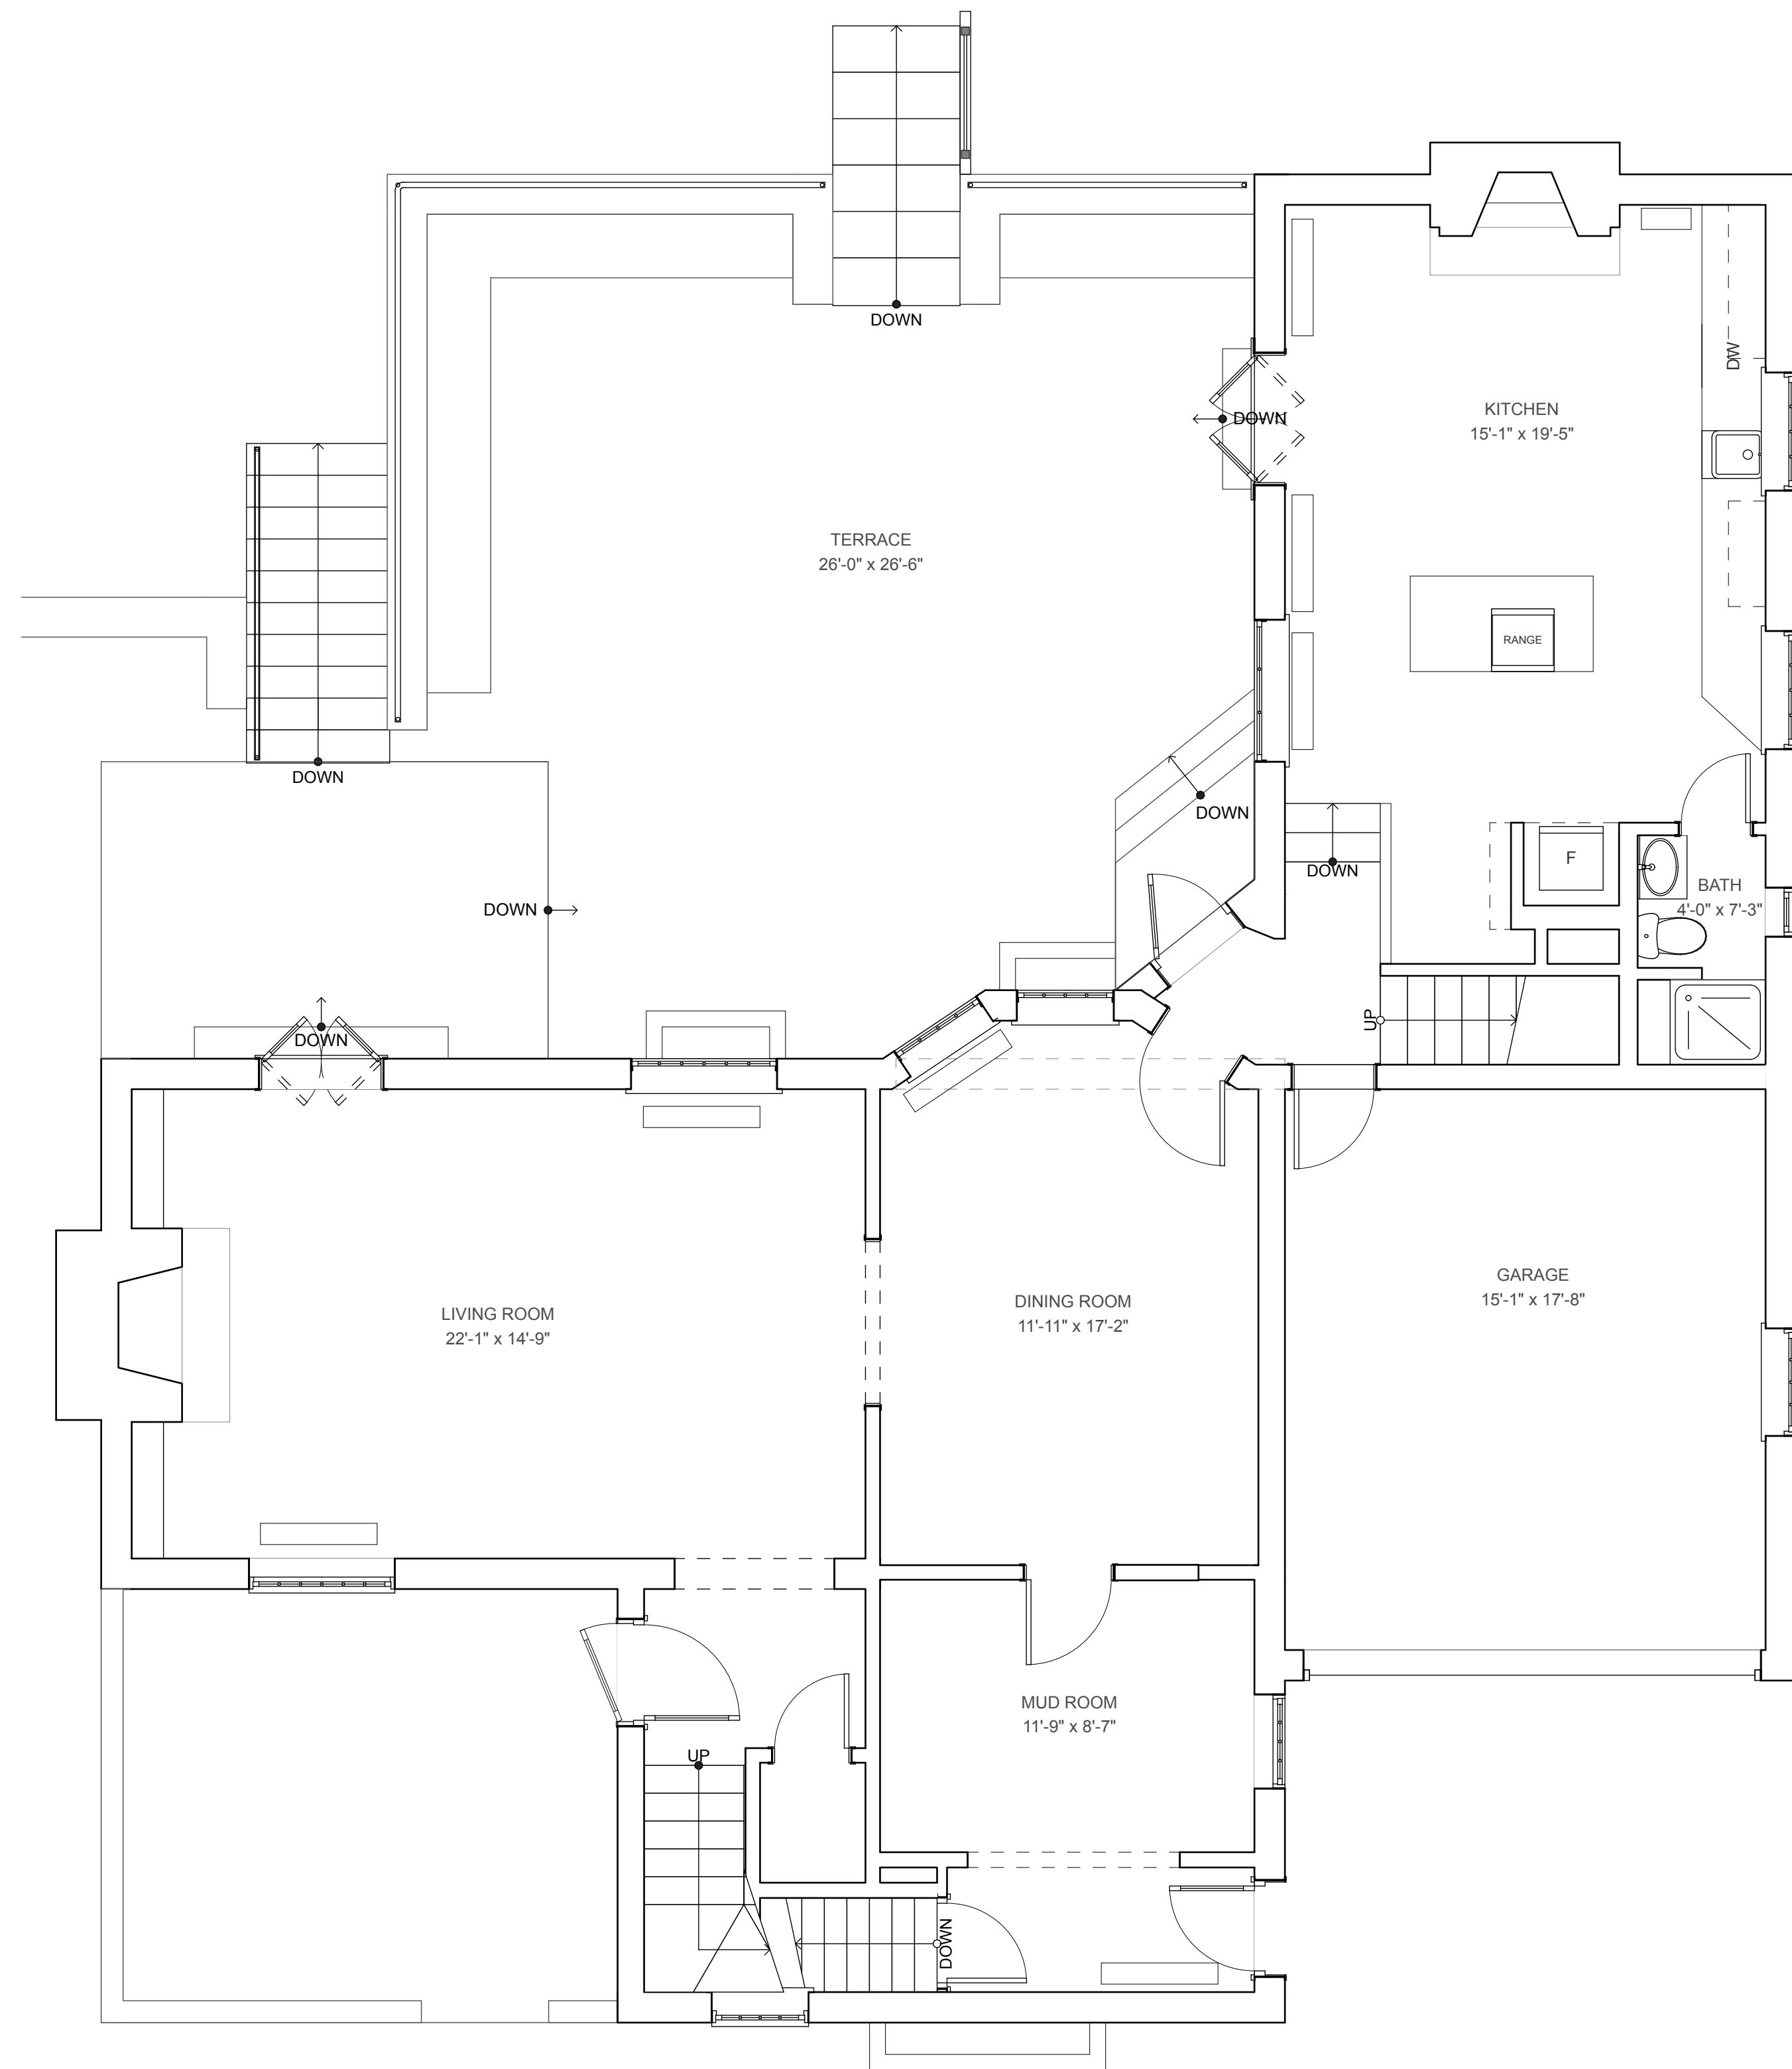 DOWN
DW
KITCHEN
15'-1" x 19'-5"
DOWN
TERRACE
26'-0" x 26'-6"
RANGE
DOWN
DOWN
F
DOWN
BATH
4'-0" x 7'-3"
DOWN
UP
DOWN
GARAGE
15'-1" x 17'-8"
DINING ROOM
11'-11" x 17'-2"
LIVING ROOM
22'-1" x 14'-9"
MUD ROOM
11'-9" x 8'-7"
UP
DOWN